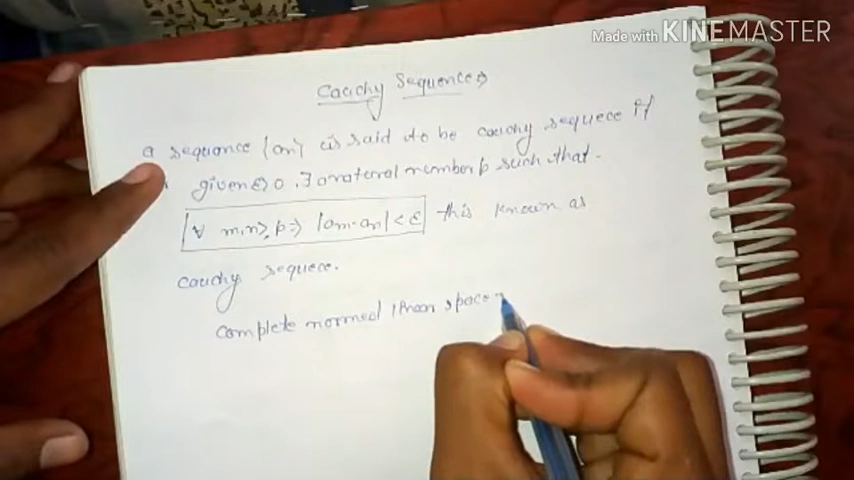 Made with KINEMASTER
Cauchy Sequence⇒
a sequence {an} is said to be cauchy sequece if
given ε>0, ∃ a natural number p such that.
∀ m,n≥p ⇒ |am-an|<ε this known as
cauchy sequece.
complete normed space